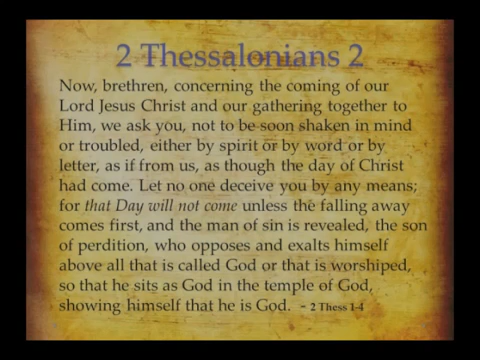 2 Thessalonians 2
Now, brethren, concerning the coming of our
Lord Jesus Christ and our gathering together to
Him, we ask you, not to be soon shaken in mind
or troubled, either by spirit or by word or by
letter, as if from us, as though the day of Christ
had come. Let no one deceive you by any means;
for that Day will not come unless the falling away
comes first, and the man of sin is revealed, the son
of perdition, who opposes and exalts himself
above all that is called God or that is worshiped,
so that he sits as God in the temple of God,
showing himself that he is God. - 2 Thess 1-4